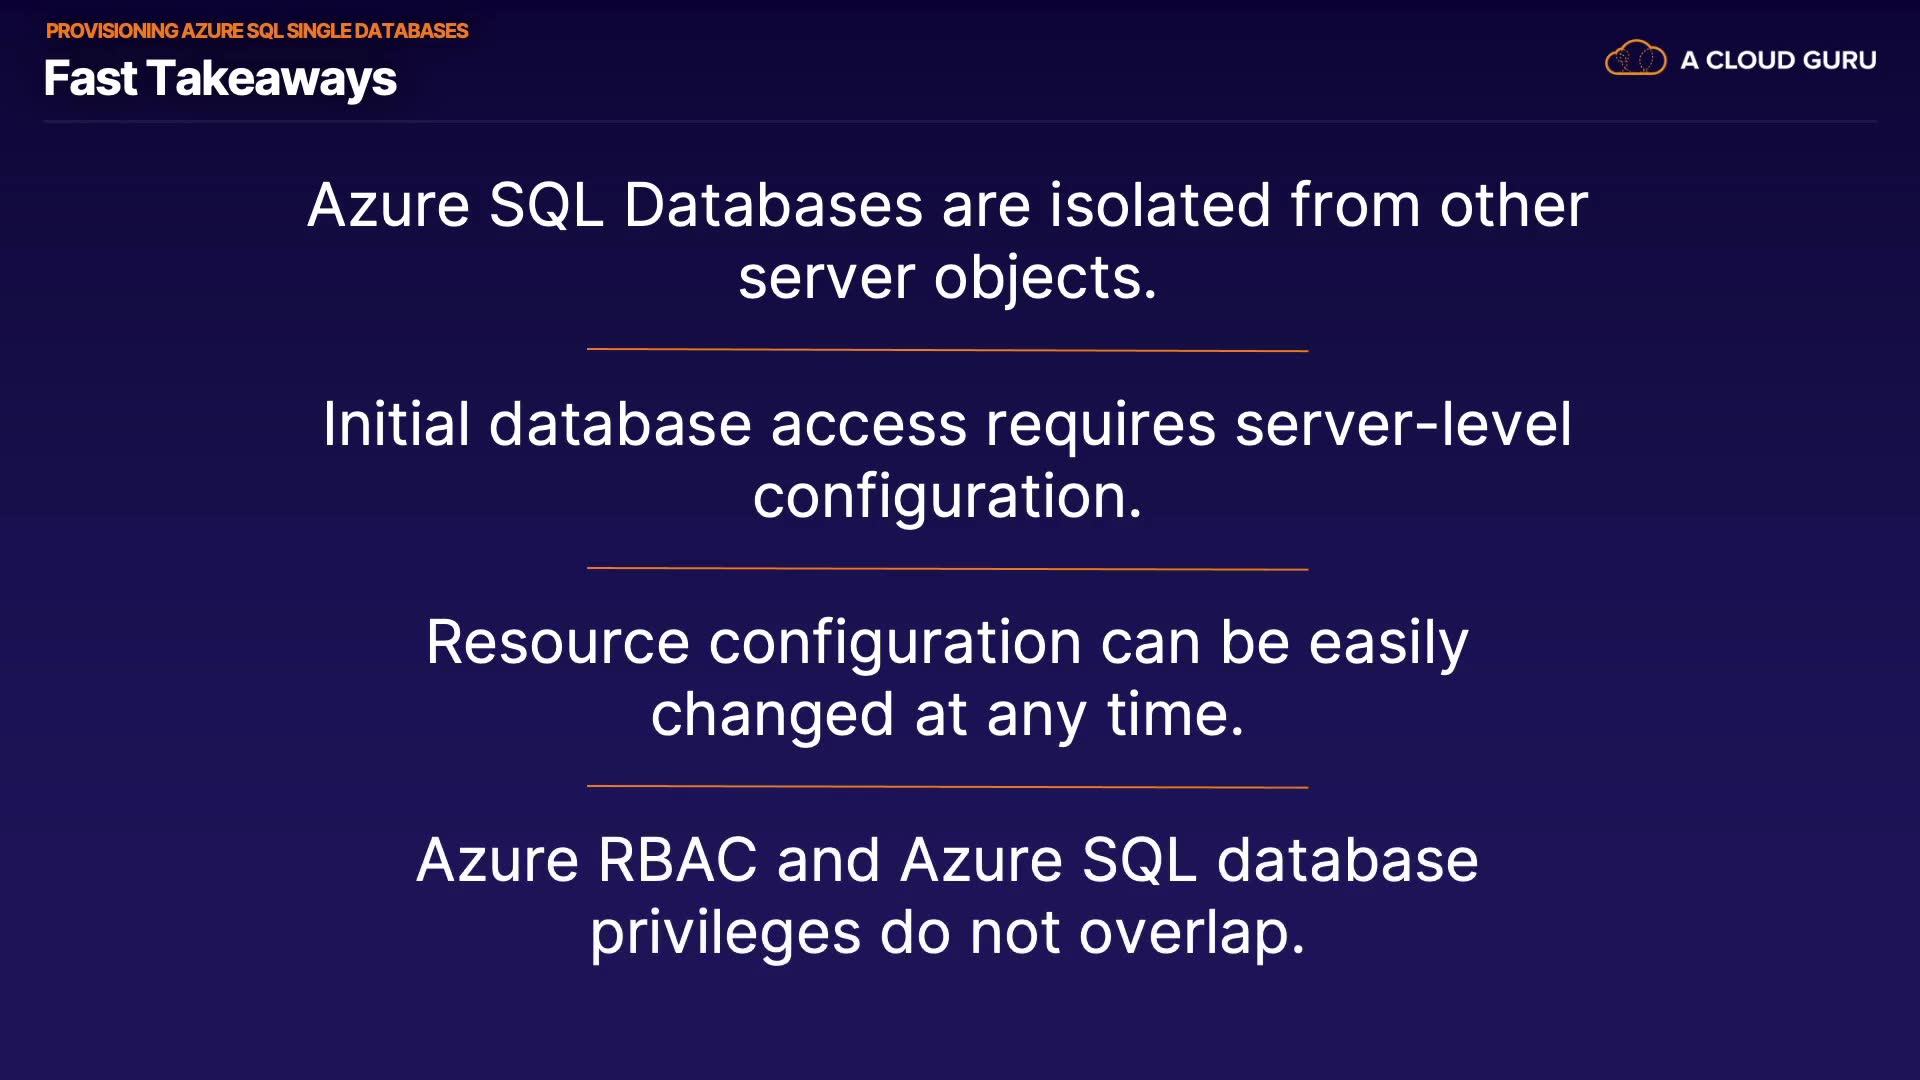 PROVISIONING AZURE SQL SINGLE DATABASES
Fast Takeaways
A CLOUD GURU
Azure SQL Databases are isolated from other
server objects.
Initial database access requires server-level
configuration.
Resource configuration can be easily
changed at any time.
Azure RBAC and Azure SQL database
privileges do not overlap.